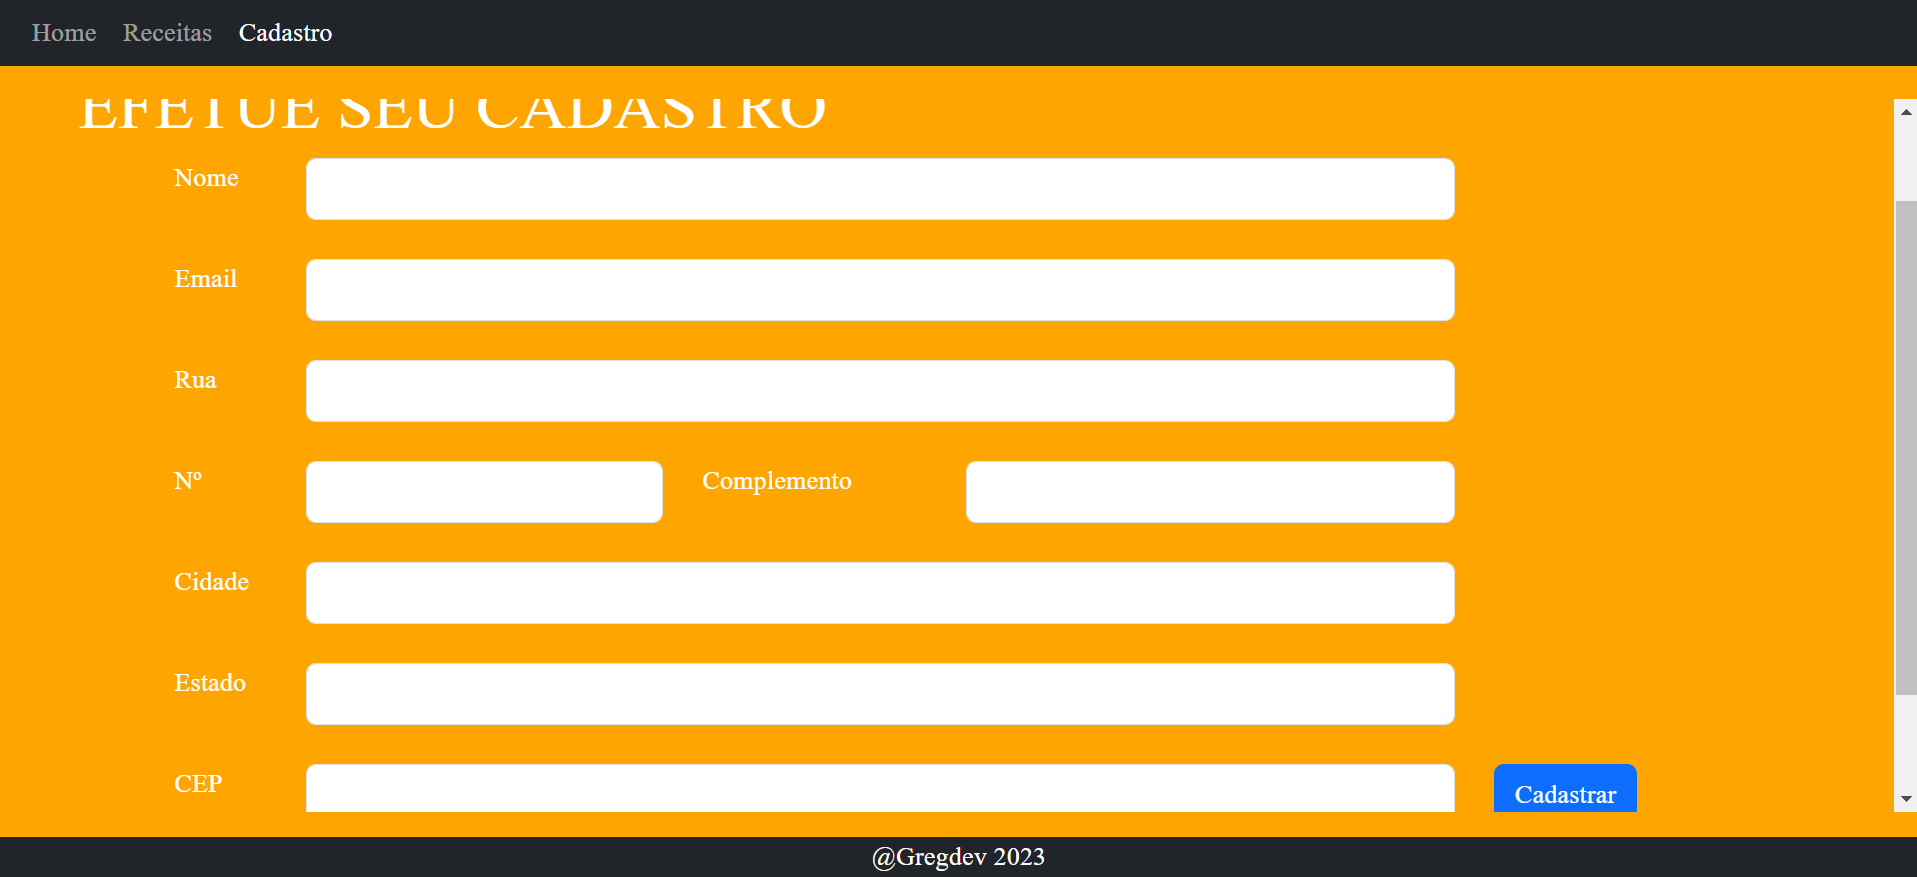 Home Receitas Cadastro
EFETUE SEU CADASTRO
Nome
Email
Rua
Nº Complemento
Cidade
Estado
CEP Cadastrar
@Gregdev 2023